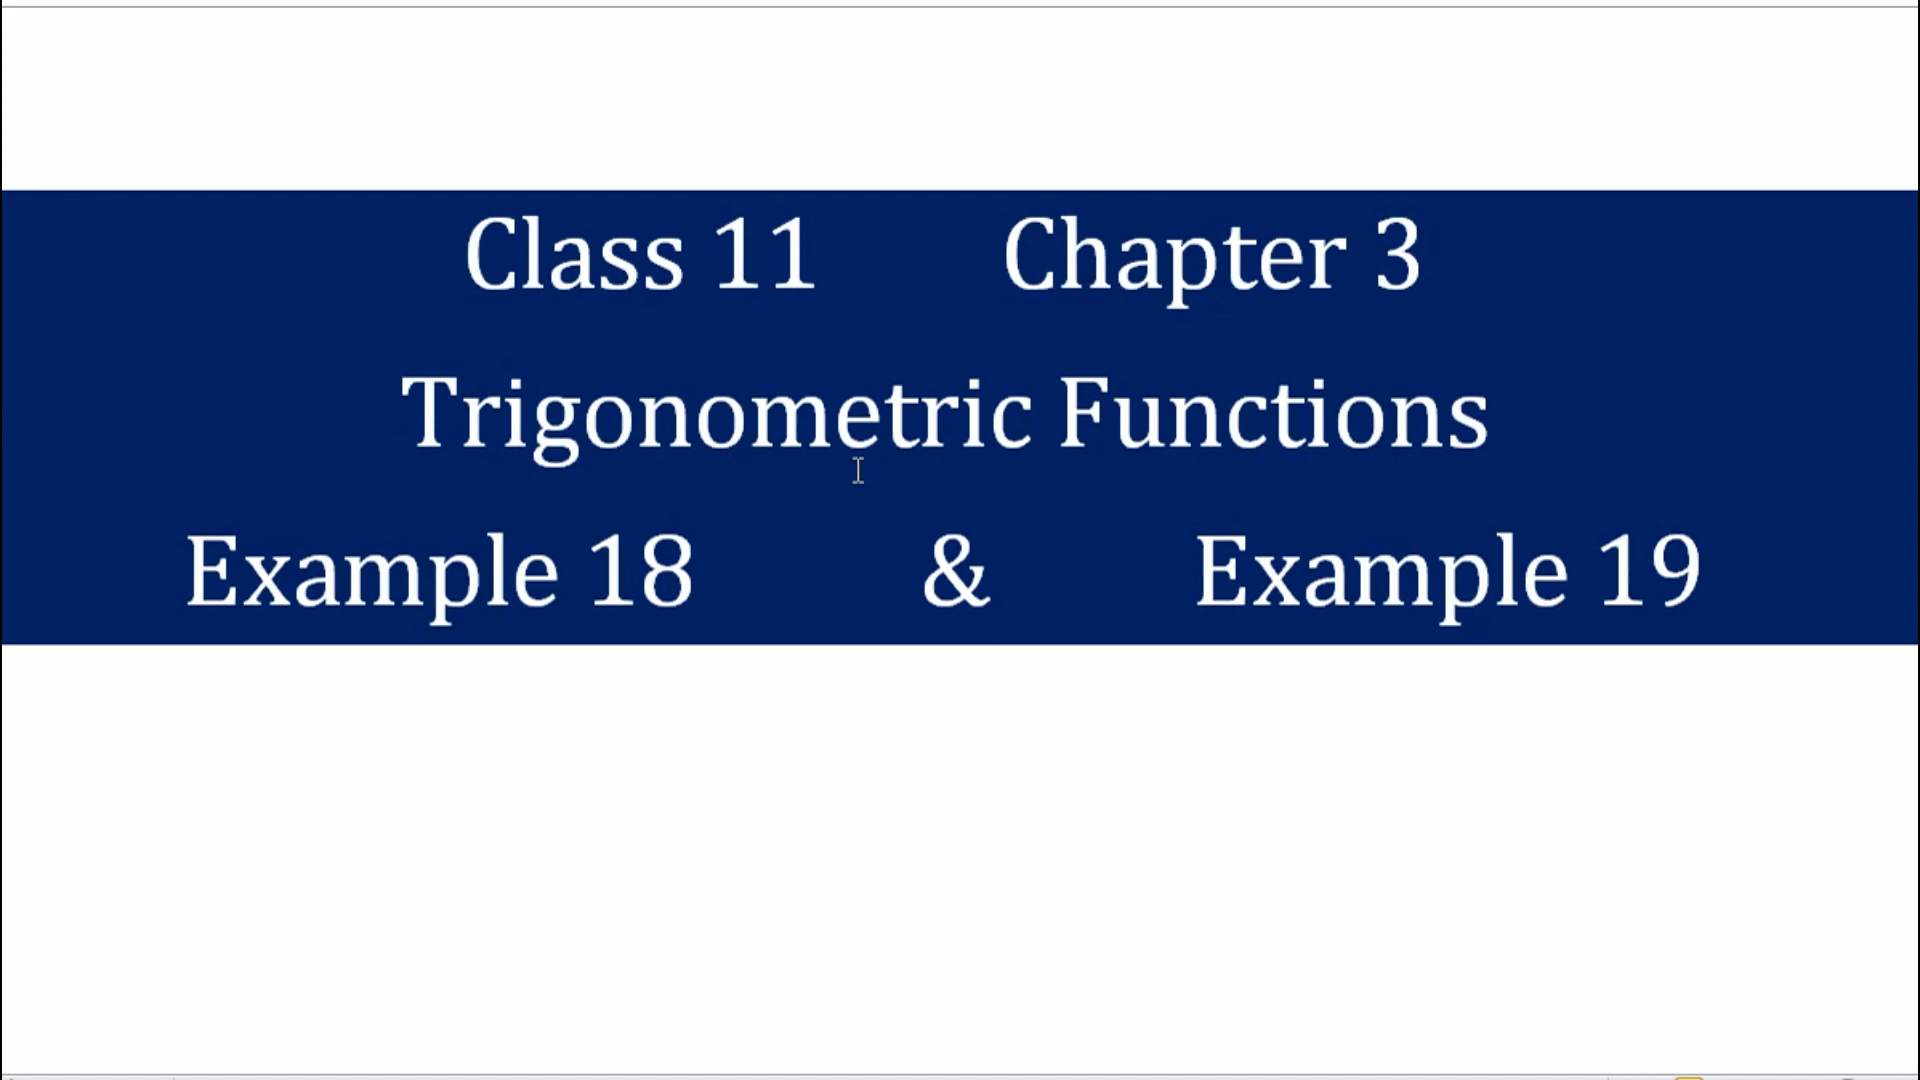 Class 11 Chapter 3
Trigonometric Functions
Example 18 & Example 19